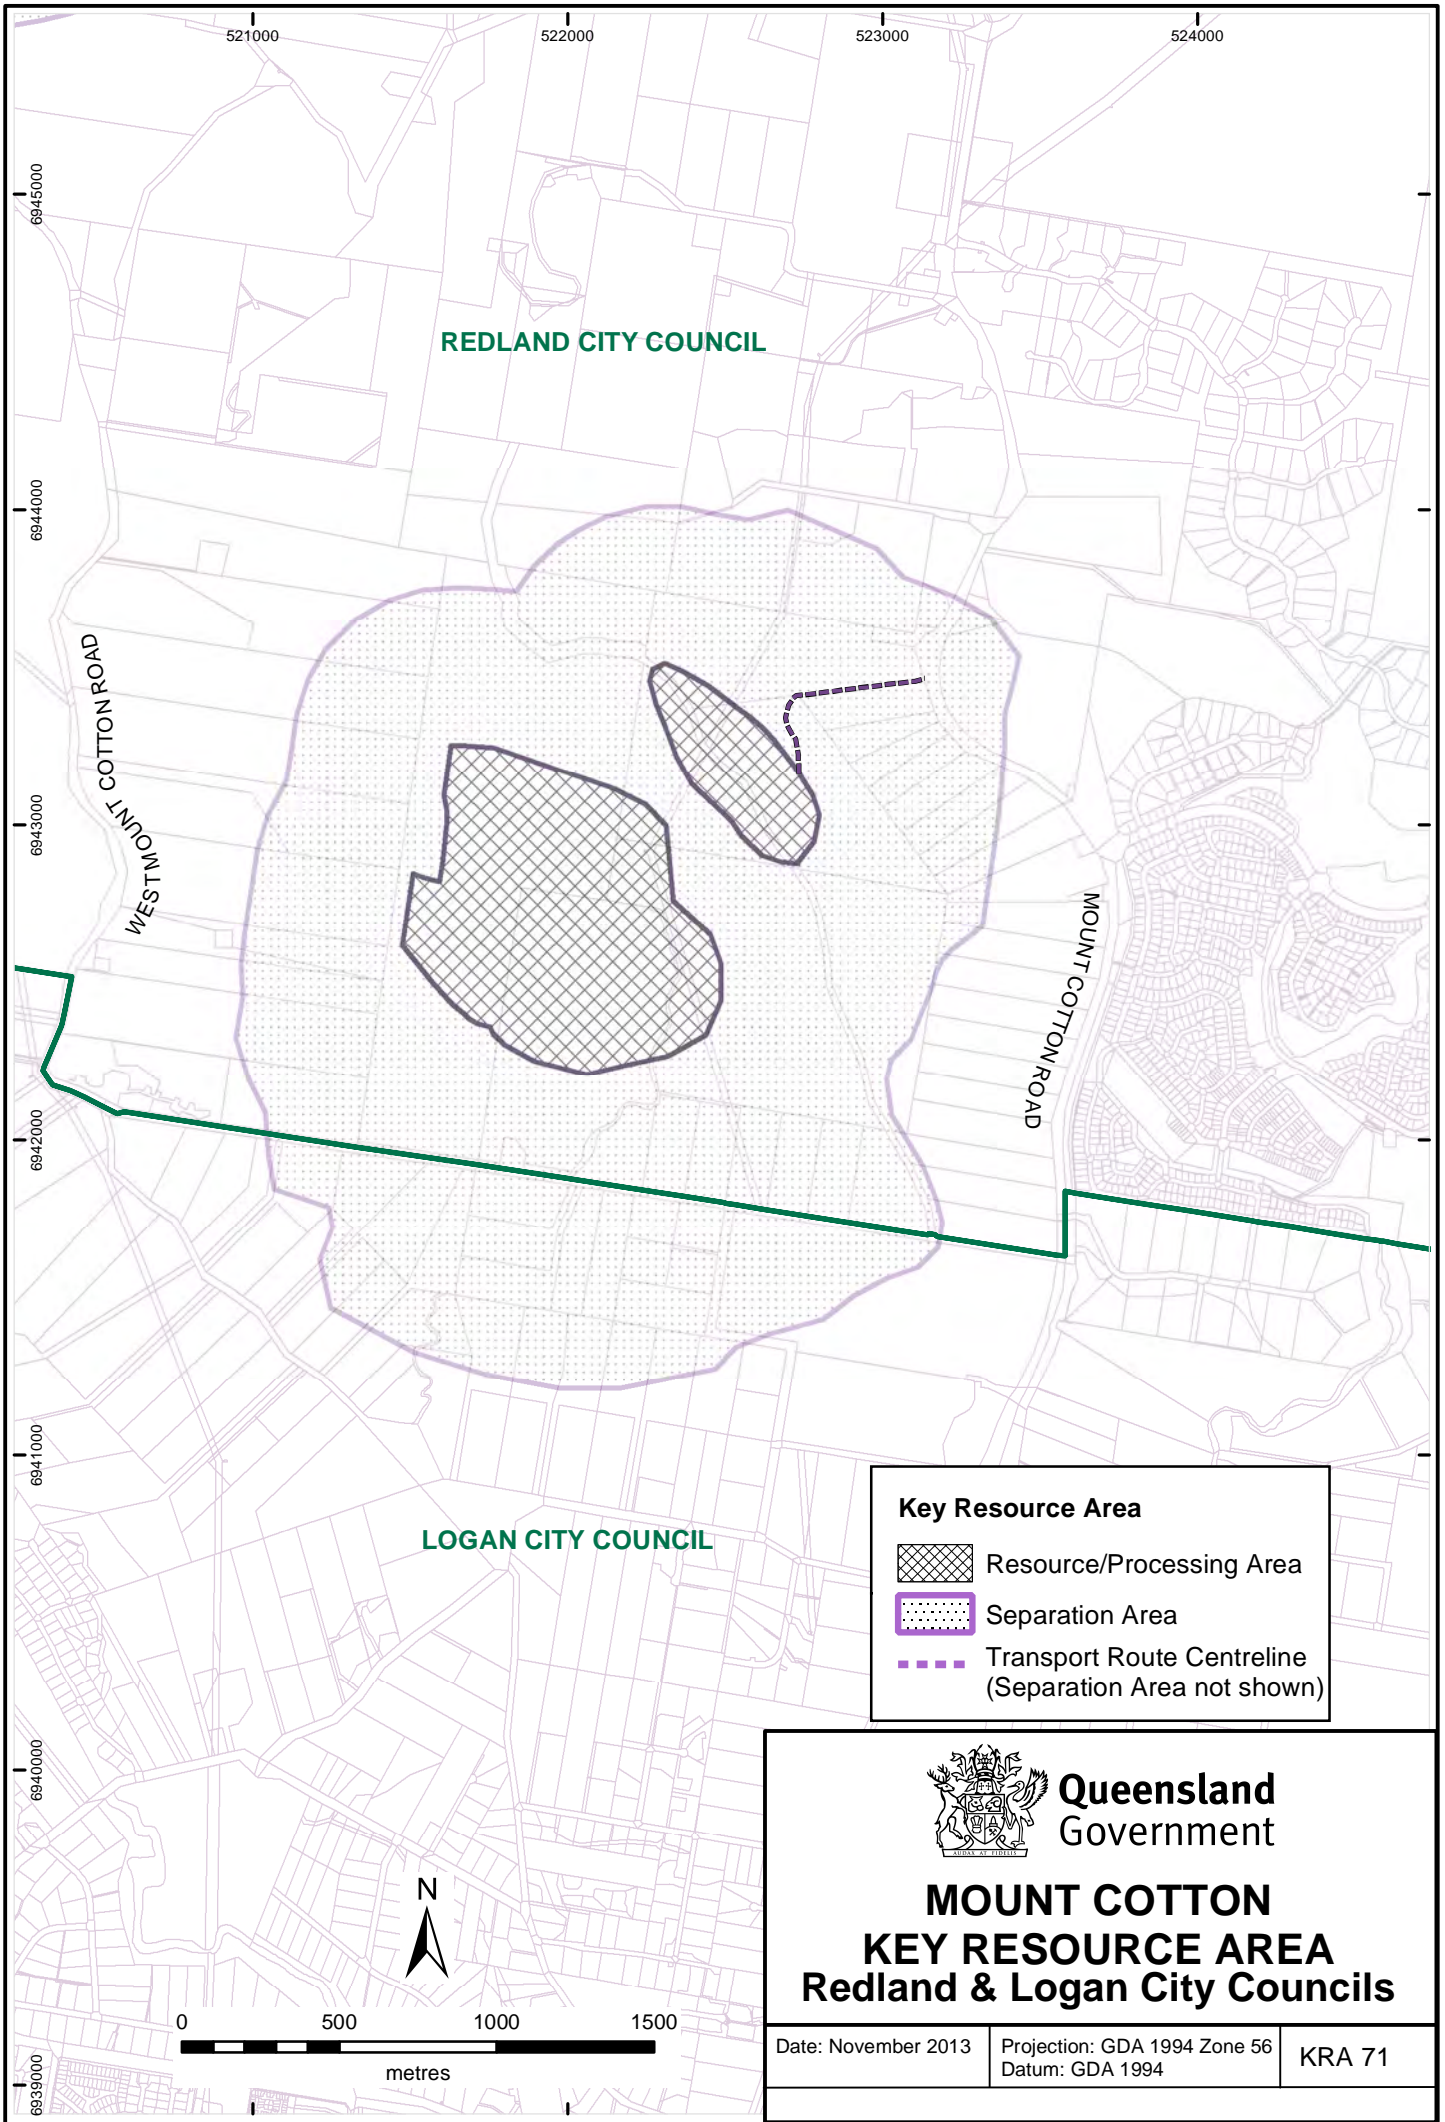 521000
522000
523000
524000
6945000
REDLAND CITY COUNCIL
6944000
WEST MOUNT COTTON ROAD
6943000
MOUNT COTTON ROAD
6942000
6941000
LOGAN CITY COUNCIL
Key Resource Area
Resource/Processing Area
Separation Area
Transport Route Centreline
(Separation Area not shown)
6940000
Queensland
Government
AUDAX AT FIDELIS
MOUNT COTTON
KEY RESOURCE AREA
Redland & Logan City Councils
N
0 500 1000 1500
metres
Date: November 2013
Projection: GDA 1994 Zone 56
Datum: GDA 1994
KRA 71
6939000